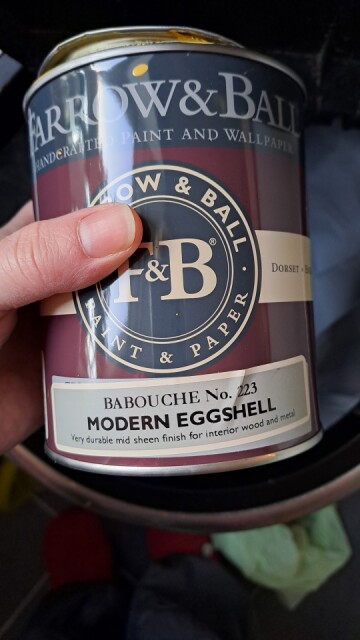 FARROW&BALL
HANDCRAFTED PAINT AND WALLPAPER
OW & BALL
F&B®
PAINT & PAPER
DORSET •
BABOUCHE No. 223
MODERN EGGSHELL
Very durable mid sheen finish for interior wood and metal